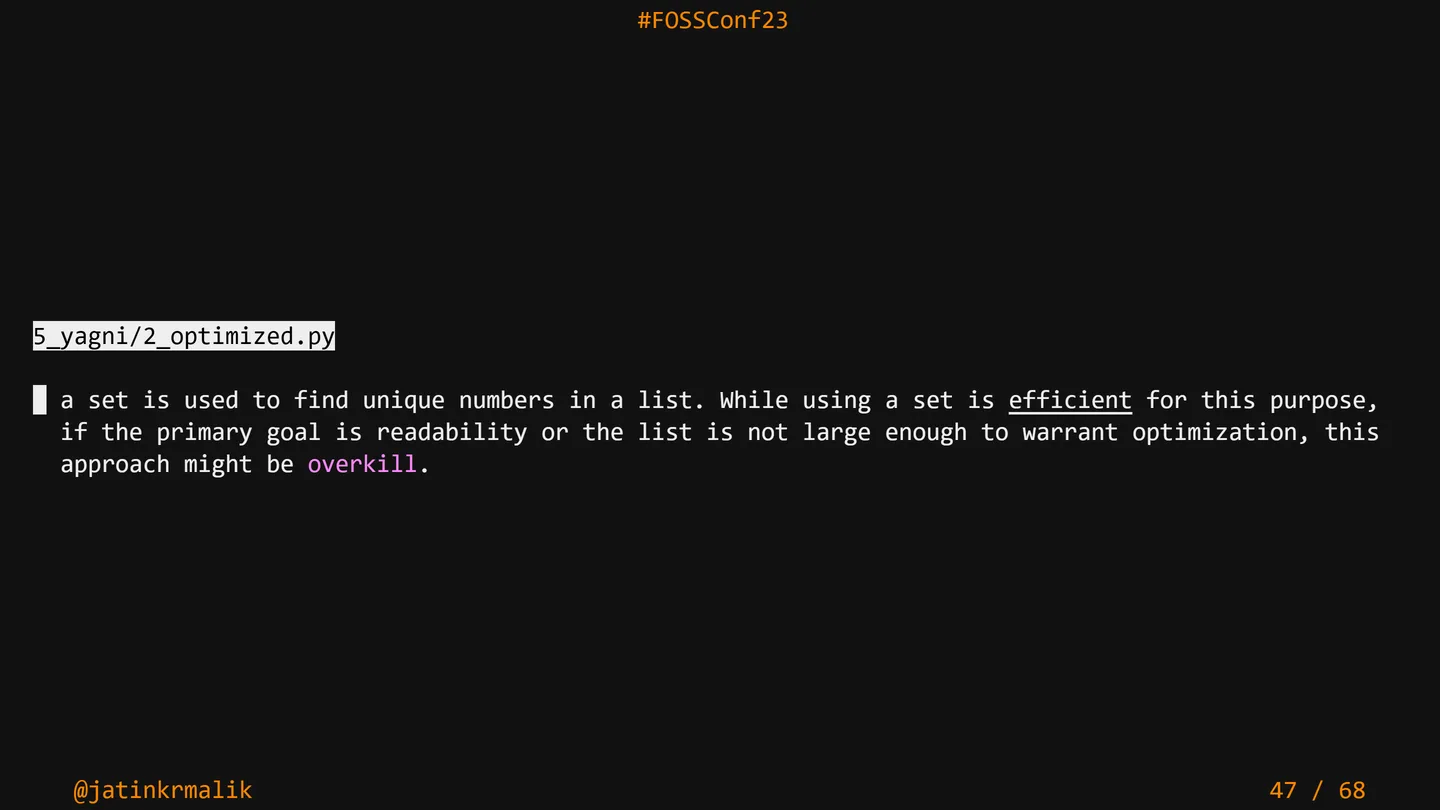 #FOSSConf23
5_yagni/2_optimized.py
a set is used to find unique numbers in a list. While using a set is efficient for this purpose,
if the primary goal is readability or the list is not large enough to warrant optimization, this
approach might be overkill.
@jatinkrmalik
47 / 68